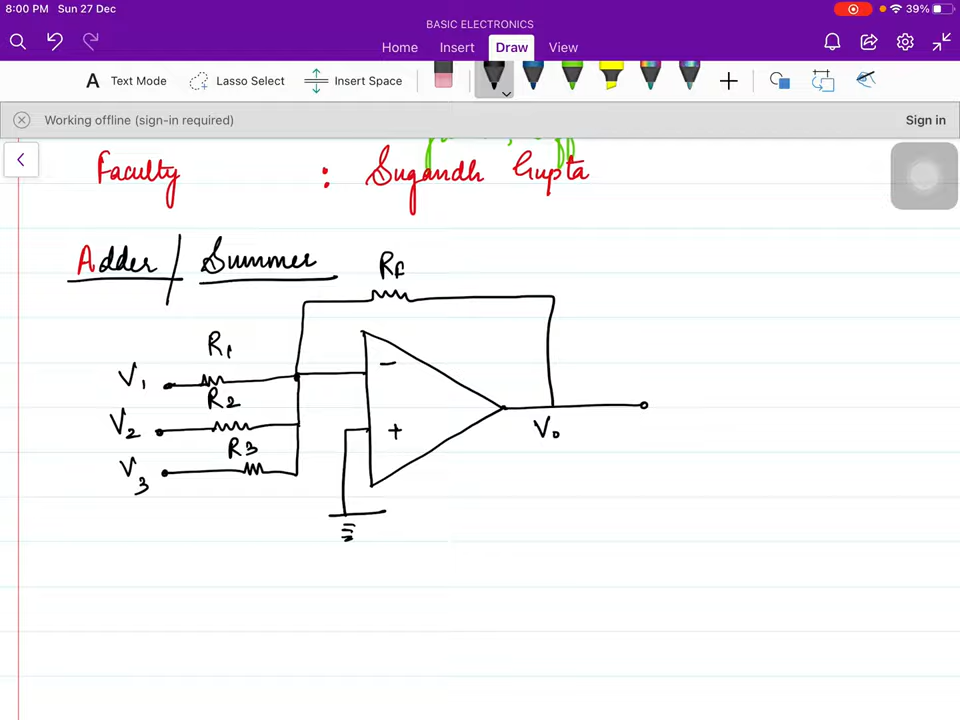 8:00 PM Sun 27 Dec
39%
BASIC ELECTRONICS
Home Insert Draw View
Text Mode Lasso Select Insert Space
Working offline (sign-in required) Sign in
Faculty : Sugandh Gupta
Adder / Summer
Rf
R1
V1
R2
V2
R3
V3
-
+
Vo